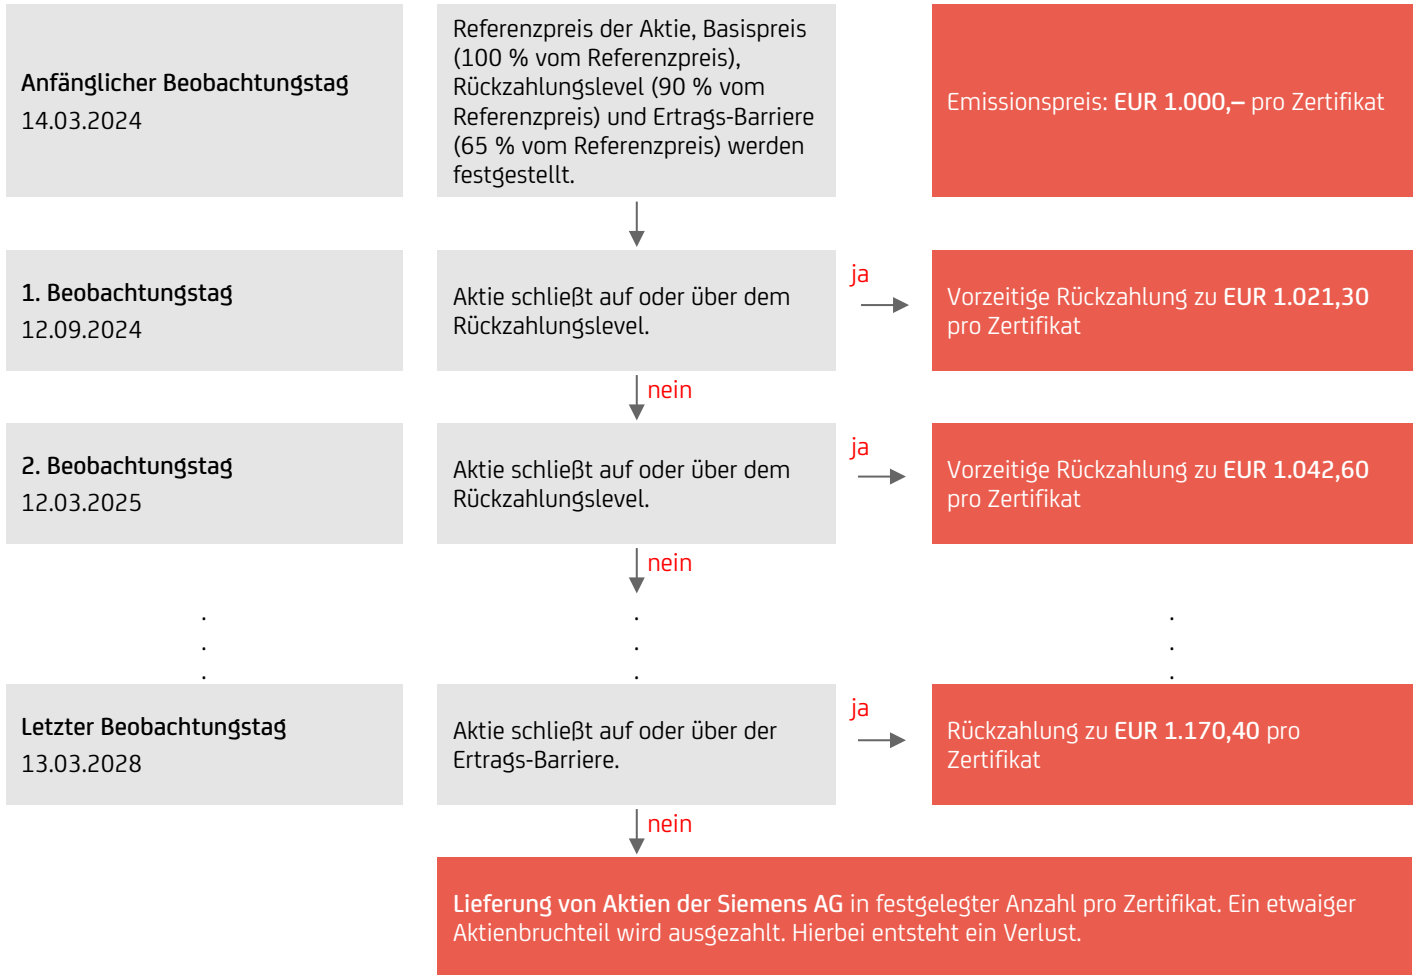 Anfänglicher Beobachtungstag
14.03.2024
Referenzpreis der Aktie, Basispreis
(100 % vom Referenzpreis),
Rückzahlungslevel (90 % vom
Referenzpreis) und Ertrags-Barriere
(65 % vom Referenzpreis) werden
festgestellt.
Emissionspreis: EUR 1.000,– pro Zertifikat
1. Beobachtungstag
12.09.2024
Aktie schließt auf oder über dem
Rückzahlungslevel.
ja
Vorzeitige Rückzahlung zu EUR 1.021,30
pro Zertifikat
nein
2. Beobachtungstag
12.03.2025
Aktie schließt auf oder über dem
Rückzahlungslevel.
ja
Vorzeitige Rückzahlung zu EUR 1.042,60
pro Zertifikat
nein
. . .
. . .
. . .
Letzter Beobachtungstag
13.03.2028
Aktie schließt auf oder über der
Ertrags-Barriere.
ja
Rückzahlung zu EUR 1.170,40 pro
Zertifikat
nein
Lieferung von Aktien der Siemens AG in festgelegter Anzahl pro Zertifikat. Ein etwaiger
Aktienbruchteil wird ausgezahlt. Hierbei entsteht ein Verlust.